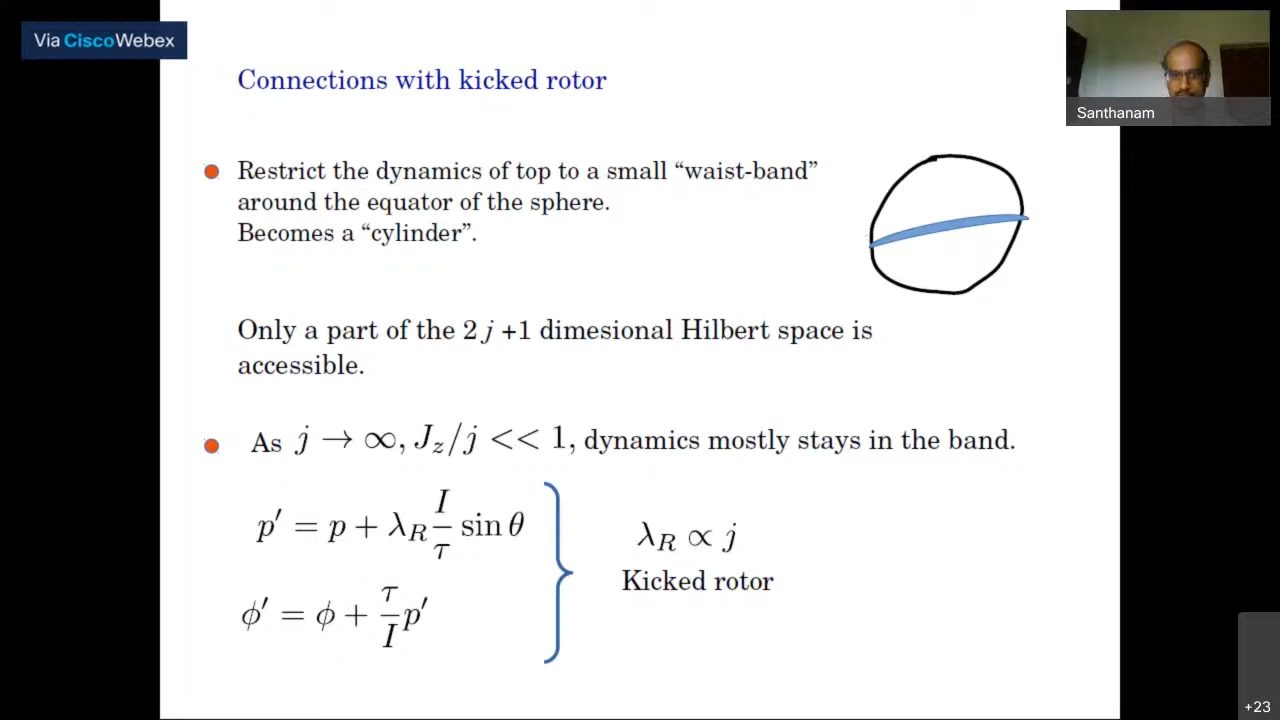 Via Cisco Webex
Santhanam
Connections with kicked rotor
Restrict the dynamics of top to a small “waist-band”
around the equator of the sphere.
Becomes a “cylinder”.
Only a part of the 2 j +1 dimesional Hilbert space is
accessible.
As j → ∞, J_z/j << 1, dynamics mostly stays in the band.
p′ = p + λ_R I/τ sin θ
λ_R ∝ j
Kicked rotor
ϕ′ = ϕ + τ/I p′
+23